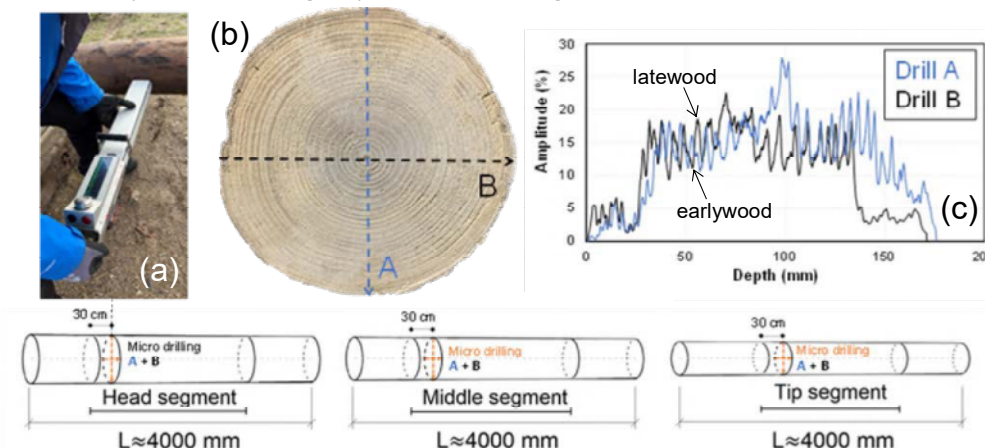 (a)
(b)
A
B
(c)
Amplitude (%)
30
25
20
15
10
5
0
latewood
earlywood
Drill A
Drill B
0
50
100
150
Depth (mm)
30 cm
Micro drilling
A + B
Head segment
L≈4000 mm
30 cm
Micro drilling
A + B
Middle segment
L≈4000 mm
30 cm
Micro drilling
A + B
Tip segment
L≈4000 mm